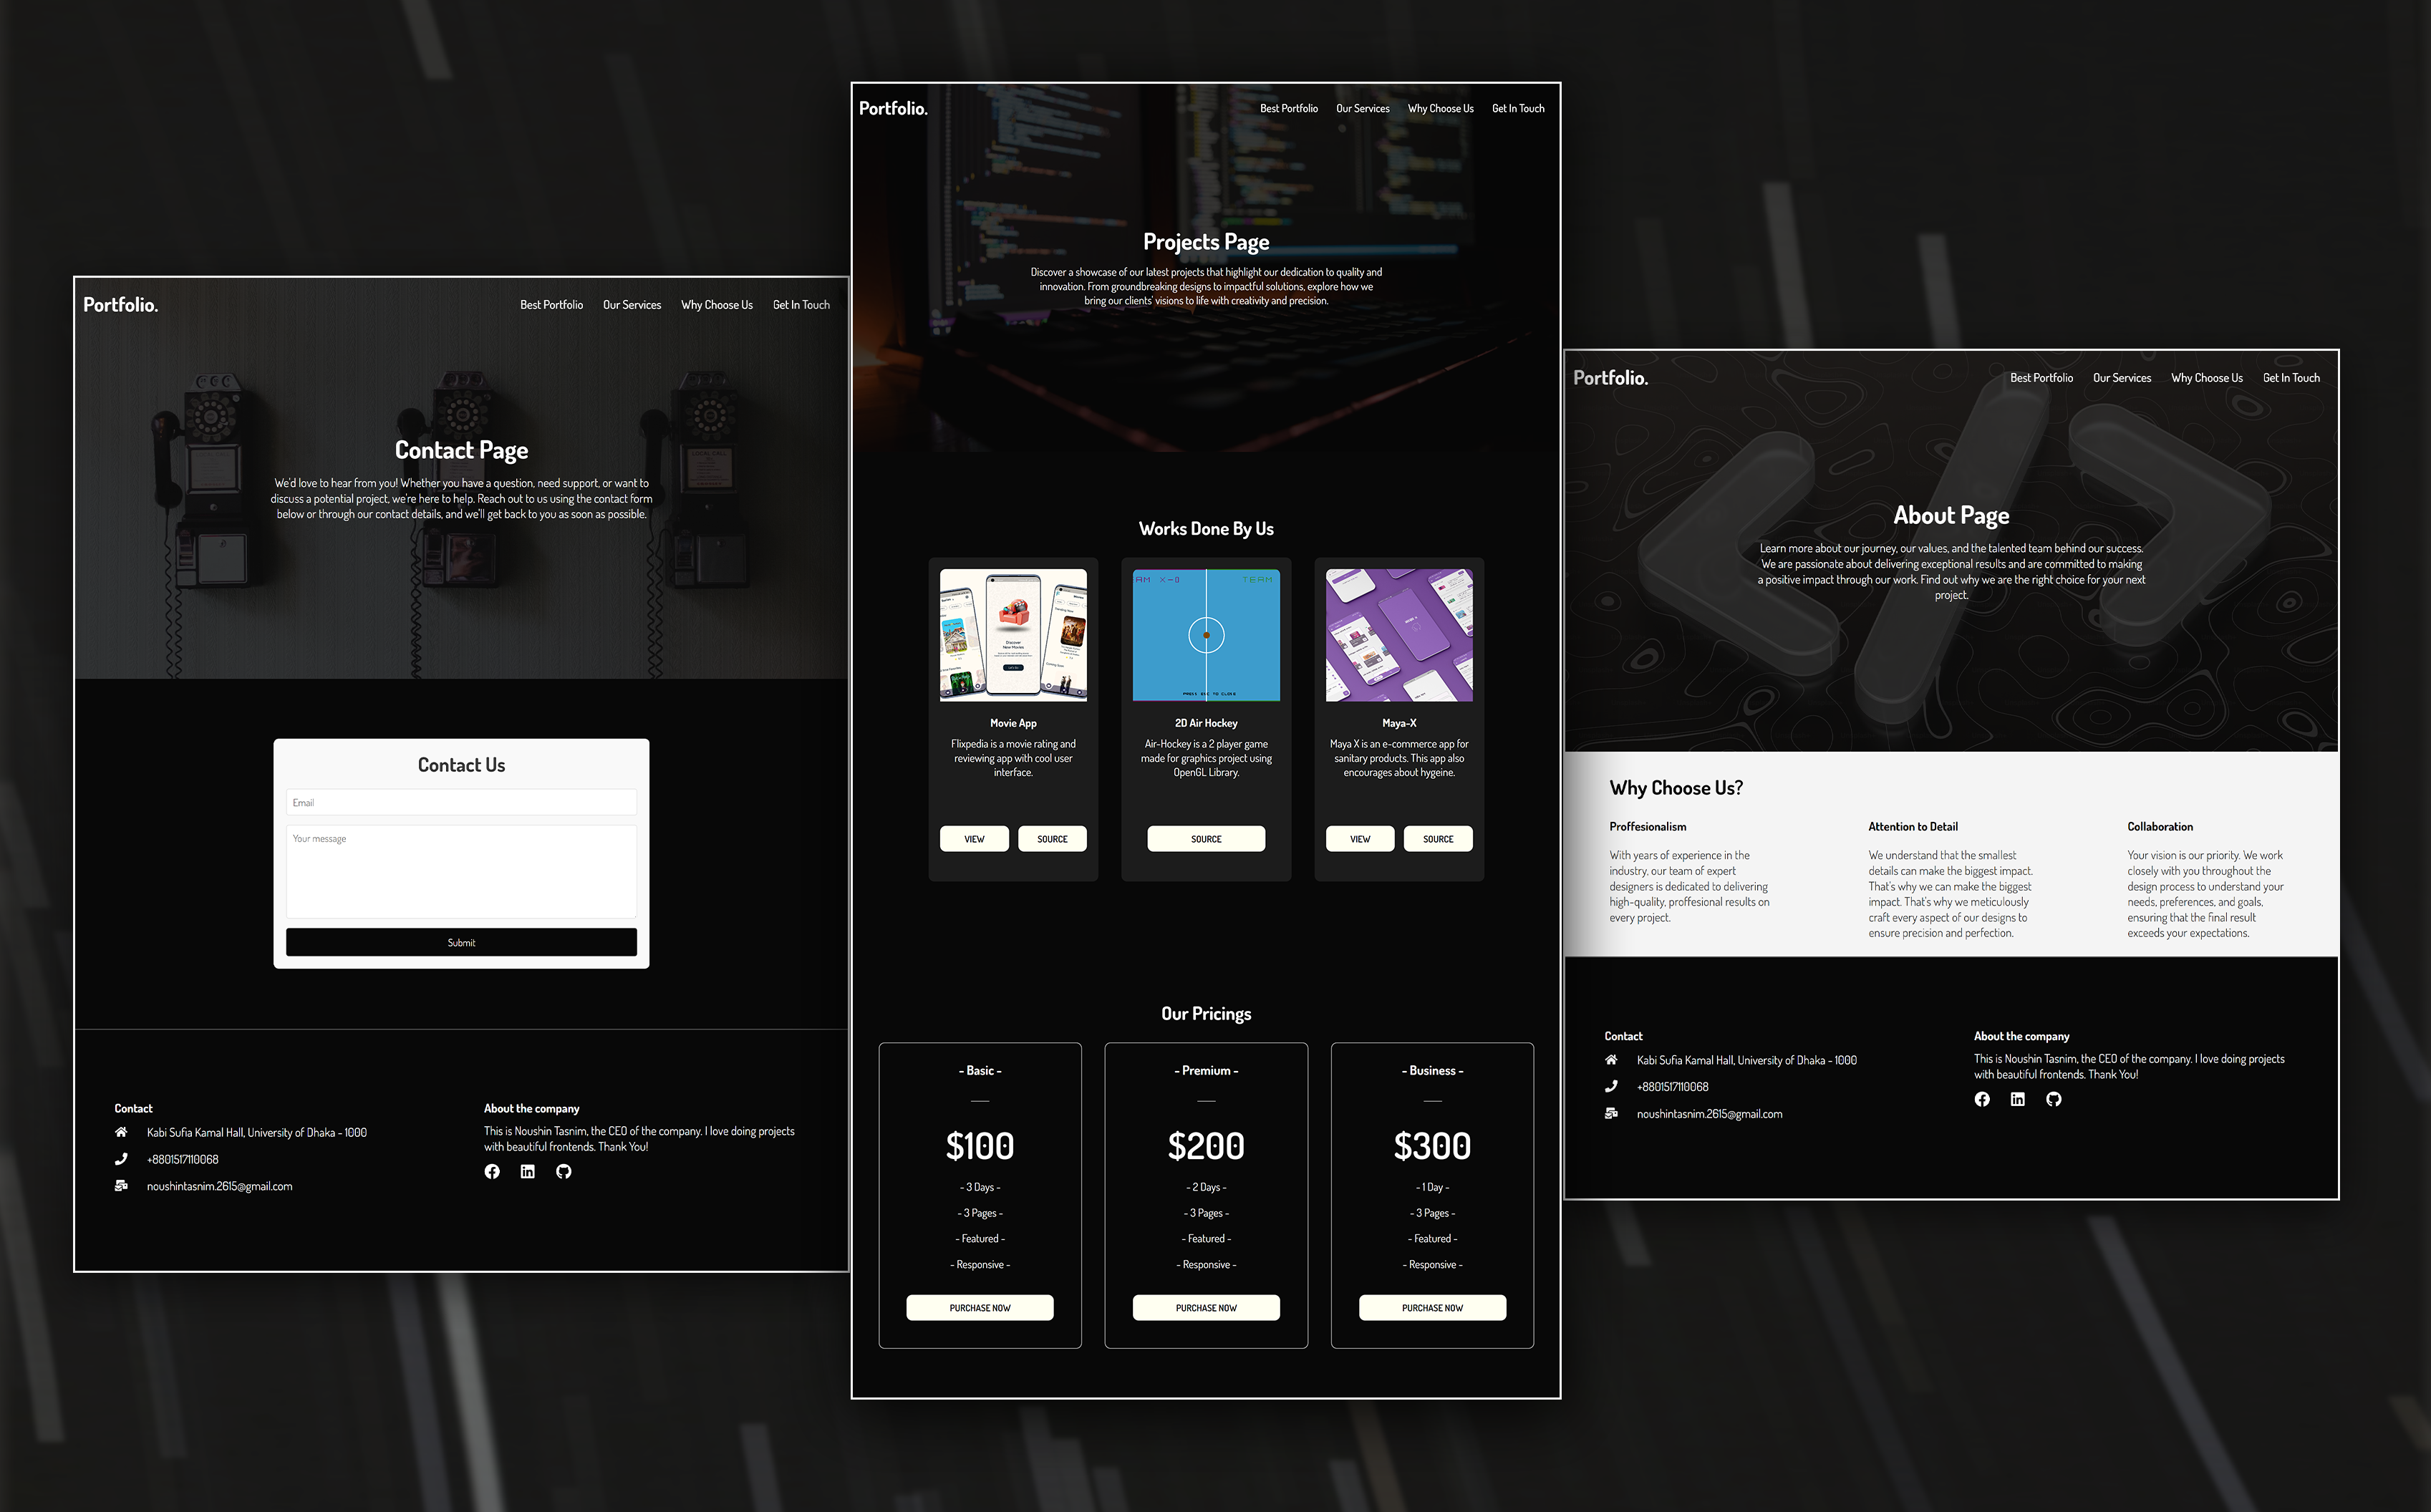 Portfolio.
Best Portfolio Our Services Why Choose Us Get In Touch
Contact Page
We'd love to hear from you! Whether you have a question, need support, or want to
discuss a potential project, we're here to help. Reach out to us using the contact form
below or through our contact details, and we'll get back to you as soon as possible.
Contact Us
Email
Your message
Submit
Contact
Kabi Sufia Kamal Hall, University of Dhaka - 1000
+8801517110068
noushintasnim.2615@gmail.com
About the company
This is Noushin Tasnim, the CEO of the company. I love doing projects
with beautiful frontends. Thank You!
Portfolio.
Best Portfolio Our Services Why Choose Us Get In Touch
Projects Page
Discover a showcase of our latest projects that highlight our dedication to quality and
innovation. From groundbreaking designs to impactful solutions, explore how we
bring our clients' visions to life with creativity and precision.
Works Done By Us
Discover
New Movies
Movie App
Flixpedia is a movie rating and
reviewing app with cool user
interface.
VIEW SOURCE
AM X-0 TEAM
2D Air Hockey
Air-Hockey is a 2 player game
made for graphics project using
OpenGL Library.
SOURCE
Maya-X
Maya X is an e-commerce app for
sanitary products. This app also
encourages about hygeine.
VIEW SOURCE
Our Pricings
- Basic -
$100
- 3 Days -
- 3 Pages -
- Featured -
- Responsive -
PURCHASE NOW
- Premium -
$200
- 2 Days -
- 3 Pages -
- Featured -
- Responsive -
PURCHASE NOW
- Business -
$300
- 1 Day -
- 3 Pages -
- Featured -
- Responsive -
PURCHASE NOW
Portfolio.
Best Portfolio Our Services Why Choose Us Get In Touch
About Page
Learn more about our journey, our values, and the talented team behind our success.
We are passionate about delivering exceptional results and are committed to making
a positive impact through our work. Find out why we are the right choice for your next
project.
Why Choose Us?
Proffesionalism
With years of experience in the
industry, our team of expert
designers is dedicated to delivering
high-quality, proffesional results on
every project.
Attention to Detail
We understand that the smallest
details can make the biggest impact.
That's why we can make the biggest
impact. That's why we meticulously
craft every aspect of our designs to
ensure precision and perfection.
Collaboration
Your vision is our priority. We work
closely with you throughout the
design process to understand your
needs, preferences, and goals,
ensuring that the final result
exceeds your expectations.
Contact
Kabi Sufia Kamal Hall, University of Dhaka - 1000
+8801517110068
noushintasnim.2615@gmail.com
About the company
This is Noushin Tasnim, the CEO of the company. I love doing projects
with beautiful frontends. Thank You!